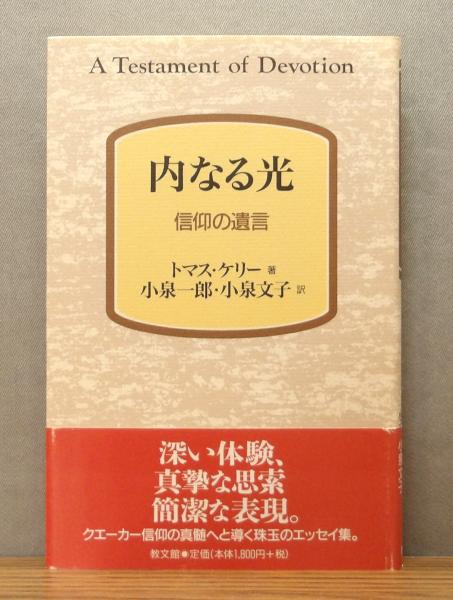 A Testament of Devotion
内なる光
信仰の遺言
トマス・ケリー 著
小泉一郎・小泉文子 訳
深い体験、
真摯な思索
簡潔な表現。
クエーカー信仰の真髄へと導く珠玉のエッセイ集。
教文館●定価(本体1,800円+税)